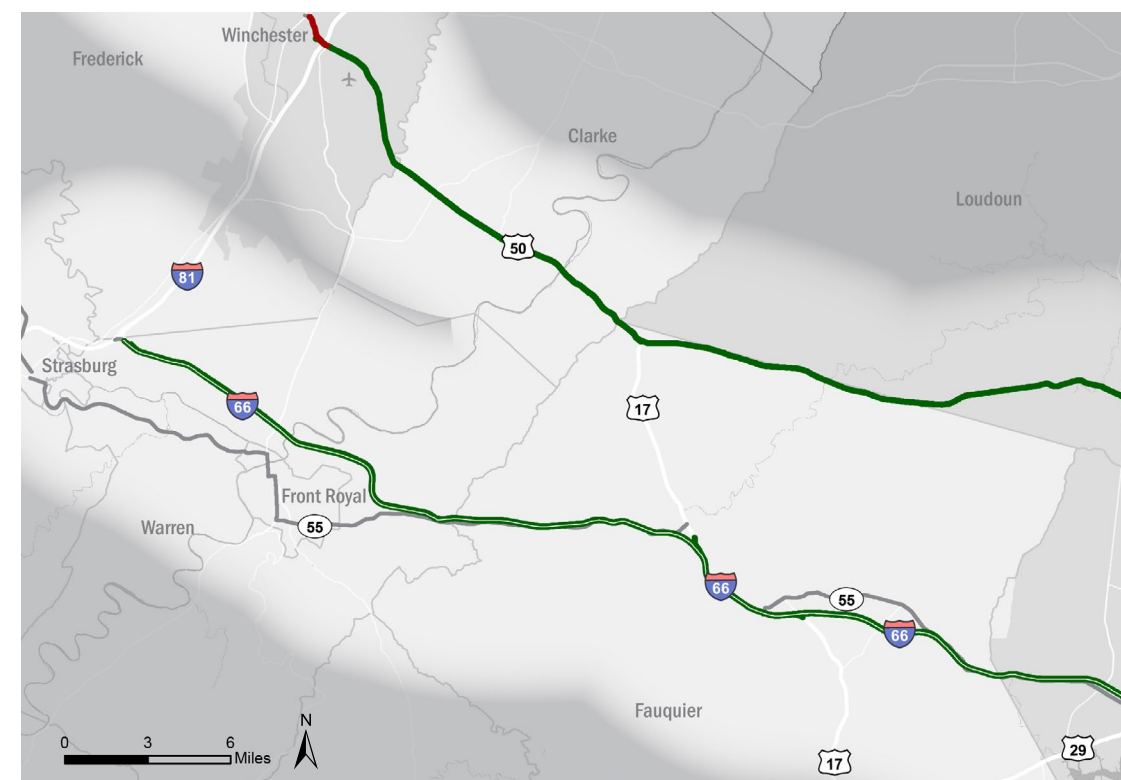 Winchester
Frederick
Clarke
Loudoun
50
81
Strasburg
66
17
Front Royal
55
Warren
66
55
66
Fauquier
N
0 3 6
Miles
17
29